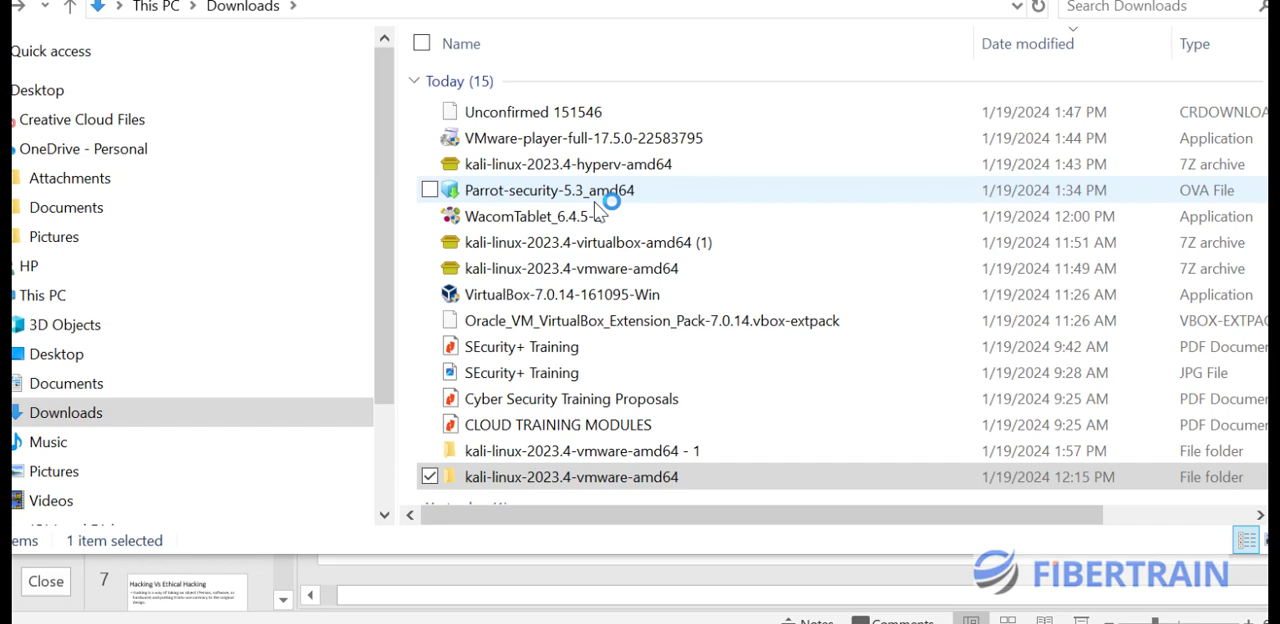 This PC
Downloads
Search Downloads
Quick access
Desktop
Creative Cloud Files
OneDrive - Personal
Attachments
Documents
Pictures
HP
This PC
3D Objects
Desktop
Documents
Downloads
Music
Pictures
Videos
Name Date modified Type
Today (15)
Unconfirmed 151546 1/19/2024 1:47 PM CRDOWNLOA
VMware-player-full-17.5.0-22583795 1/19/2024 1:44 PM Application
kali-linux-2023.4-hyperv-amd64 1/19/2024 1:43 PM 7Z archive
Parrot-security-5.3_amd64 1/19/2024 1:34 PM OVA File
WacomTablet_6.4.5- 1/19/2024 12:00 PM Application
kali-linux-2023.4-virtualbox-amd64 (1) 1/19/2024 11:51 AM 7Z archive
kali-linux-2023.4-vmware-amd64 1/19/2024 11:49 AM 7Z archive
VirtualBox-7.0.14-161095-Win 1/19/2024 11:26 AM Application
Oracle_VM_VirtualBox_Extension_Pack-7.0.14.vbox-extpack 1/19/2024 11:26 AM VBOX-EXTPAC
SEcurity+ Training 1/19/2024 9:42 AM PDF Documen
SEcurity+ Training 1/19/2024 9:28 AM JPG File
Cyber Security Training Proposals 1/19/2024 9:25 AM PDF Documen
CLOUD TRAINING MODULES 1/19/2024 9:25 AM PDF Documen
kali-linux-2023.4-vmware-amd64 - 1 1/19/2024 1:57 PM File folder
kali-linux-2023.4-vmware-amd64 1/19/2024 12:15 PM File folder
ems 1 item selected
Close
7
Hacking Vs Ethical Hacking
FIBERTRAIN
Notes Comments